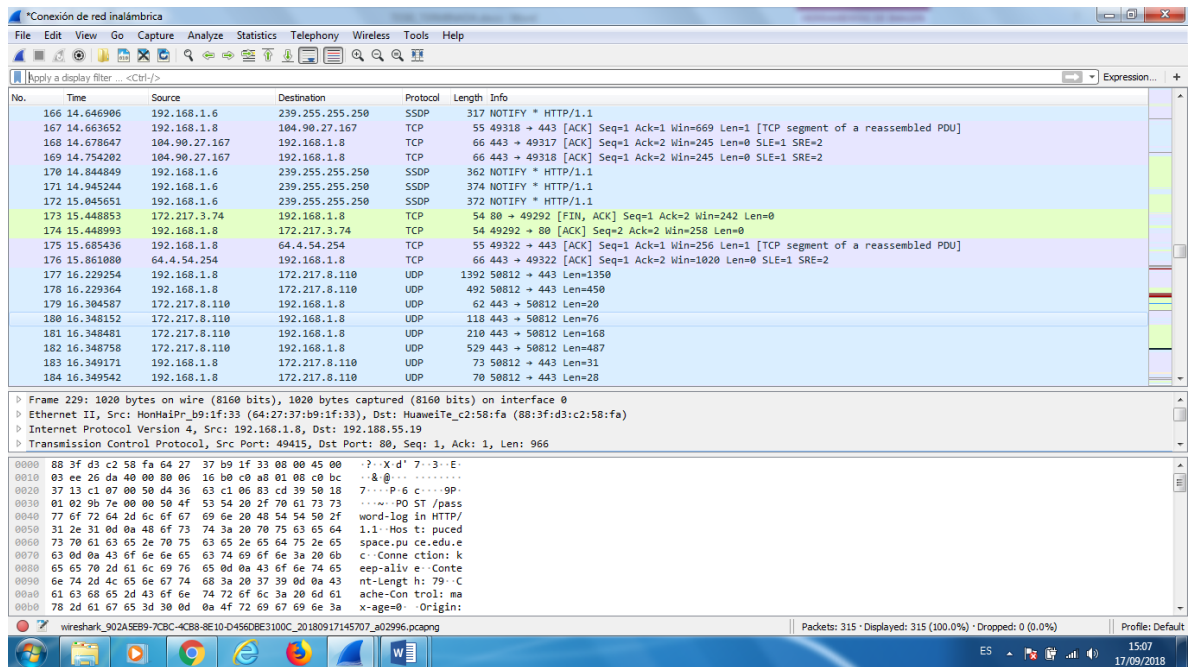 *Conexión de red inalámbrica
File Edit View Go Capture Analyze Statistics Telephony Wireless Tools Help
Apply a display filter ... <Ctrl-/> Expression... +
No. Time Source Destination Protocol Length Info
166 14.646906 192.168.1.6 239.255.255.250 SSDP 317 NOTIFY * HTTP/1.1
167 14.663652 192.168.1.8 104.90.27.167 TCP 55 49318 → 443 [ACK] Seq=1 Ack=1 Win=669 Len=1 [TCP segment of a reassembled PDU]
168 14.678647 104.90.27.167 192.168.1.8 TCP 66 443 → 49317 [ACK] Seq=1 Ack=2 Win=245 Len=0 SLE=1 SRE=2
169 14.754202 104.90.27.167 192.168.1.8 TCP 66 443 → 49318 [ACK] Seq=1 Ack=2 Win=245 Len=0 SLE=1 SRE=2
170 14.844849 192.168.1.6 239.255.255.250 SSDP 362 NOTIFY * HTTP/1.1
171 14.945244 192.168.1.6 239.255.255.250 SSDP 374 NOTIFY * HTTP/1.1
172 15.045651 192.168.1.6 239.255.255.250 SSDP 372 NOTIFY * HTTP/1.1
173 15.448853 172.217.3.74 192.168.1.8 TCP 54 80 → 49292 [FIN, ACK] Seq=1 Ack=2 Win=242 Len=0
174 15.448993 192.168.1.8 172.217.3.74 TCP 54 49292 → 80 [ACK] Seq=2 Ack=2 Win=258 Len=0
175 15.685436 192.168.1.8 64.4.54.254 TCP 55 49322 → 443 [ACK] Seq=1 Ack=1 Win=256 Len=1 [TCP segment of a reassembled PDU]
176 15.861080 64.4.54.254 192.168.1.8 TCP 66 443 → 49322 [ACK] Seq=1 Ack=2 Win=1020 Len=0 SLE=1 SRE=2
177 16.229254 192.168.1.8 172.217.8.110 UDP 1392 50812 → 443 Len=1350
178 16.229364 192.168.1.8 172.217.8.110 UDP 492 50812 → 443 Len=450
179 16.304587 172.217.8.110 192.168.1.8 UDP 62 443 → 50812 Len=20
180 16.348152 172.217.8.110 192.168.1.8 UDP 118 443 → 50812 Len=76
181 16.348481 172.217.8.110 192.168.1.8 UDP 210 443 → 50812 Len=168
182 16.348758 172.217.8.110 192.168.1.8 UDP 529 443 → 50812 Len=487
183 16.349171 192.168.1.8 172.217.8.110 UDP 73 50812 → 443 Len=31
184 16.349542 192.168.1.8 172.217.8.110 UDP 70 50812 → 443 Len=28
Frame 229: 1020 bytes on wire (8160 bits), 1020 bytes captured (8160 bits) on interface 0
Ethernet II, Src: HonHaiPr_b9:1f:33 (64:27:37:b9:1f:33), Dst: HuaweiTe_c2:58:fa (88:3f:d3:c2:58:fa)
Internet Protocol Version 4, Src: 192.168.1.8, Dst: 192.188.55.19
Transmission Control Protocol, Src Port: 49415, Dst Port: 80, Seq: 1, Ack: 1, Len: 966
0000 88 3f d3 c2 58 fa 64 27 37 b9 1f 33 08 00 45 00 ·?··X·d' 7··3··E·
0010 03 ee 26 da 40 00 80 06 16 b0 c0 a8 01 08 c0 bc ··&·@··· ········
0020 37 13 c1 07 00 50 d4 36 63 c1 06 83 cd 39 50 18 7····P·6 c····9P·
0030 01 02 9b 7e 00 00 50 4f 53 54 20 2f 70 61 73 73 ···~··PO ST /pass
0040 77 6f 72 64 2d 6c 6f 67 69 6e 20 48 54 54 50 2f word-log in HTTP/
0050 31 2e 31 0d 0a 48 6f 73 74 3a 20 70 75 63 65 64 1.1··Hos t: puced
0060 73 70 61 63 65 2e 70 75 63 65 2e 65 64 75 2e 65 space.pu ce.edu.e
0070 63 0d 0a 43 6f 6e 6e 65 63 74 69 6f 6e 3a 20 6b c··Conne ction: k
0080 65 65 70 2d 61 6c 69 76 65 0d 0a 43 6f 6e 74 65 eep-aliv e··Conte
0090 6e 74 2d 4c 65 6e 67 74 68 3a 20 37 39 0d 0a 43 nt-Lengt h: 79··C
00a0 61 63 68 65 2d 43 6f 6e 74 72 6f 6c 3a 20 6d 61 ache-Con trol: ma
00b0 78 2d 61 67 65 3d 30 0d 0a 4f 72 69 67 69 6e 3a x-age=0· ·Origin:
wireshark_902A5EB9-7CBC-4CB8-8E10-D456DBE3100C_20180917145707_a02996.pcapng Packets: 315 · Displayed: 315 (100.0%) · Dropped: 0 (0.0%) Profile: Default
ES 15:07
17/09/2018